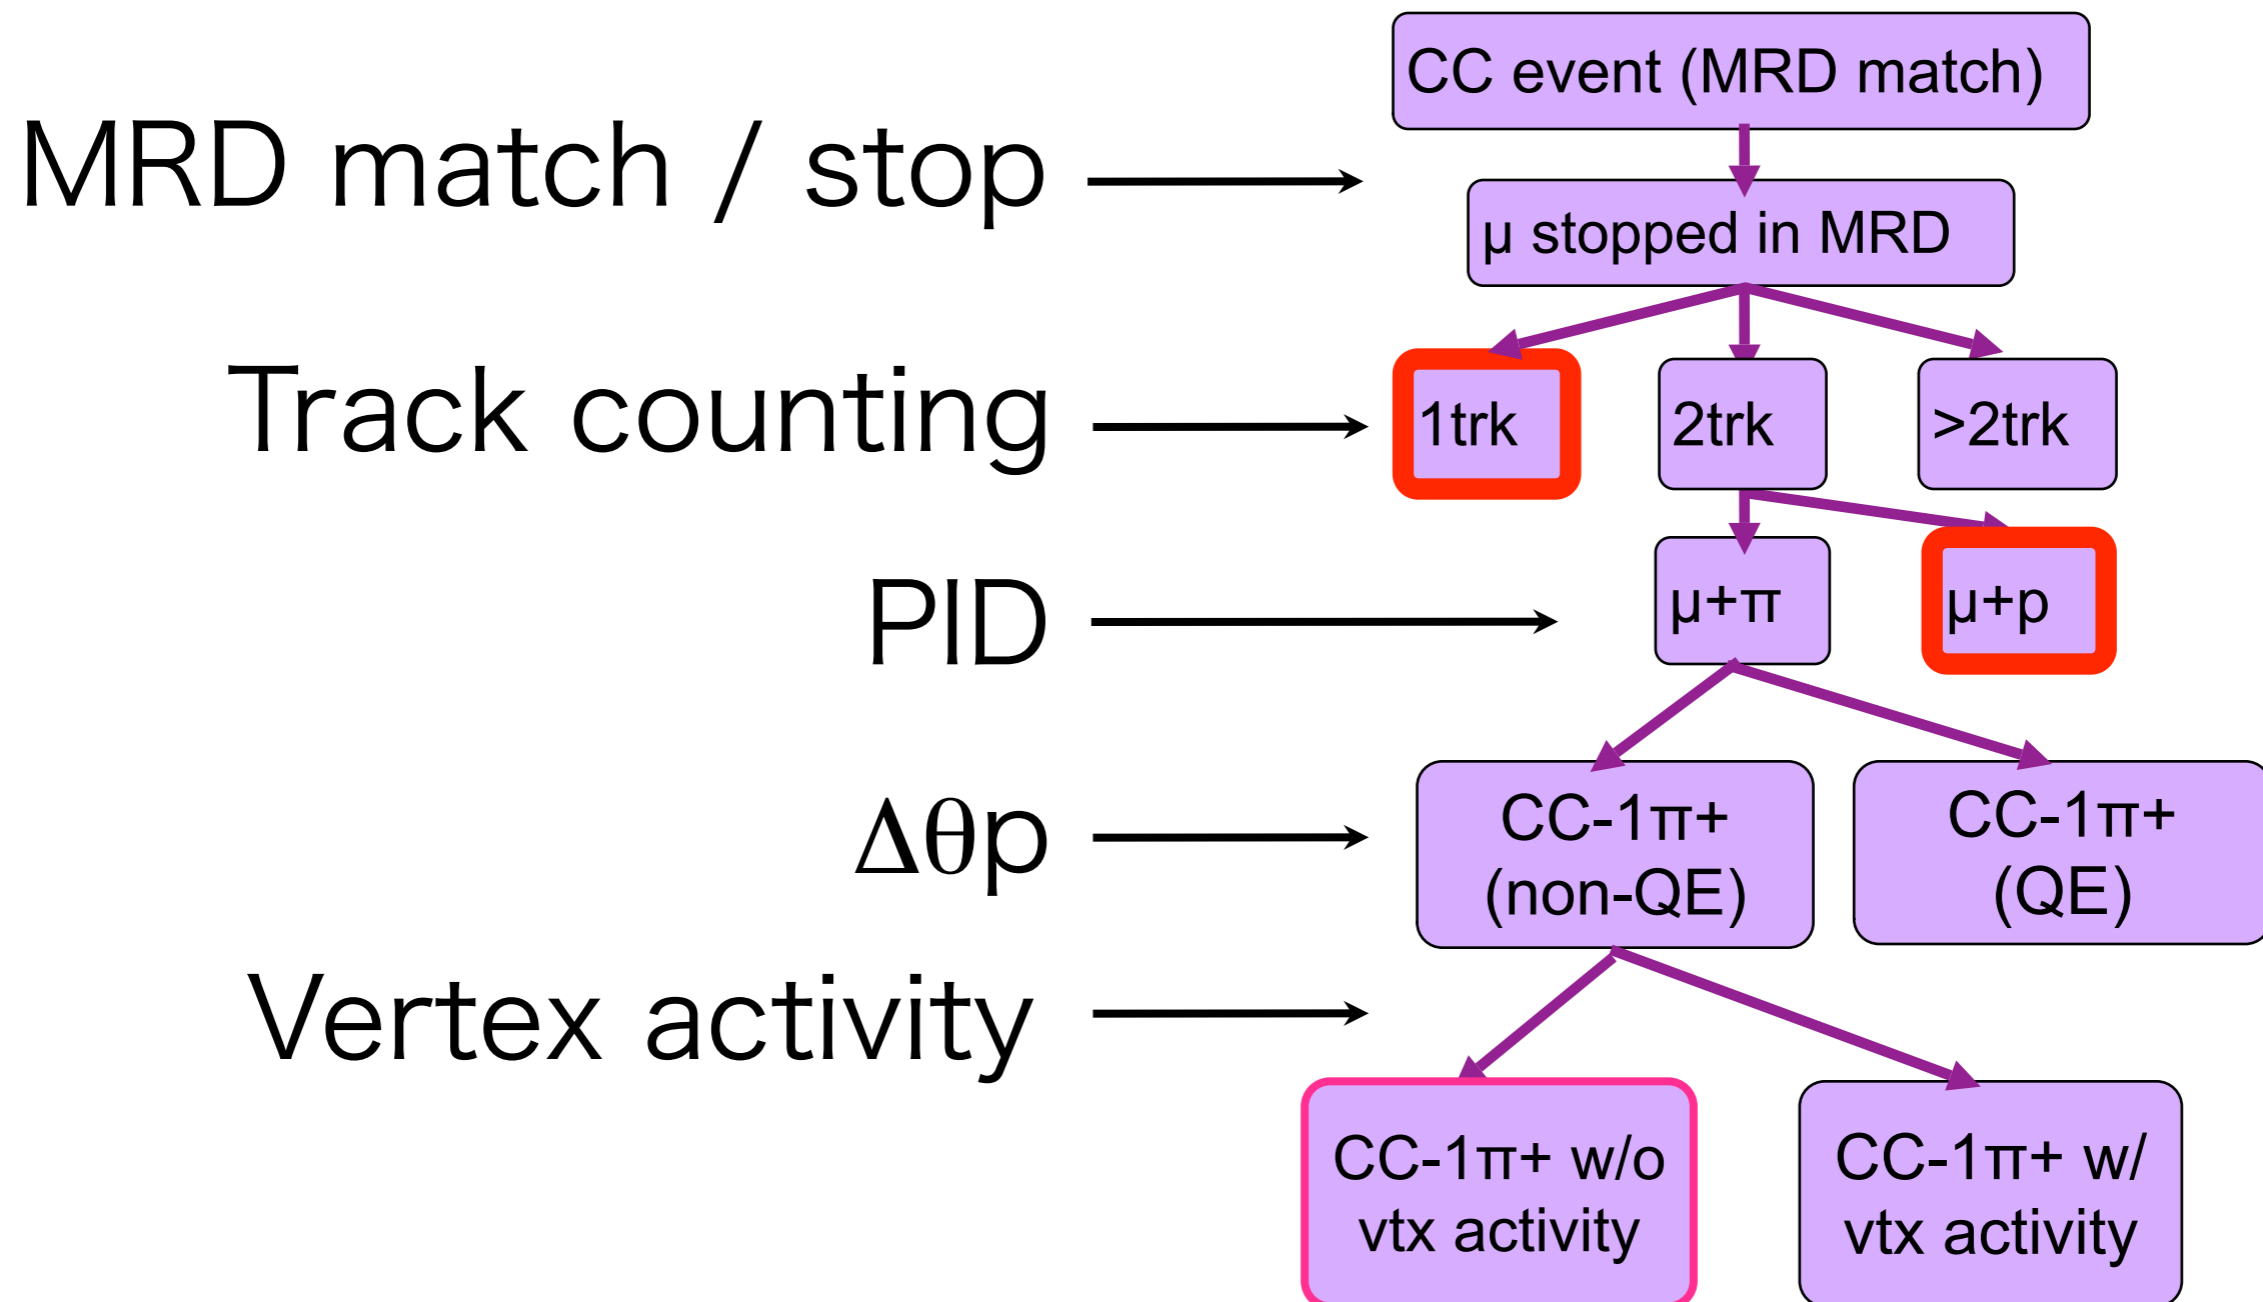 CC event (MRD match)
MRD match / stop
μ stopped in MRD
Track counting
1trk
2trk
>2trk
PID
μ+π
μ+p
Δθp
CC-1π+
(non-QE)
CC-1π+
(QE)
Vertex activity
CC-1π+ w/o
vtx activity
CC-1π+ w/
vtx activity